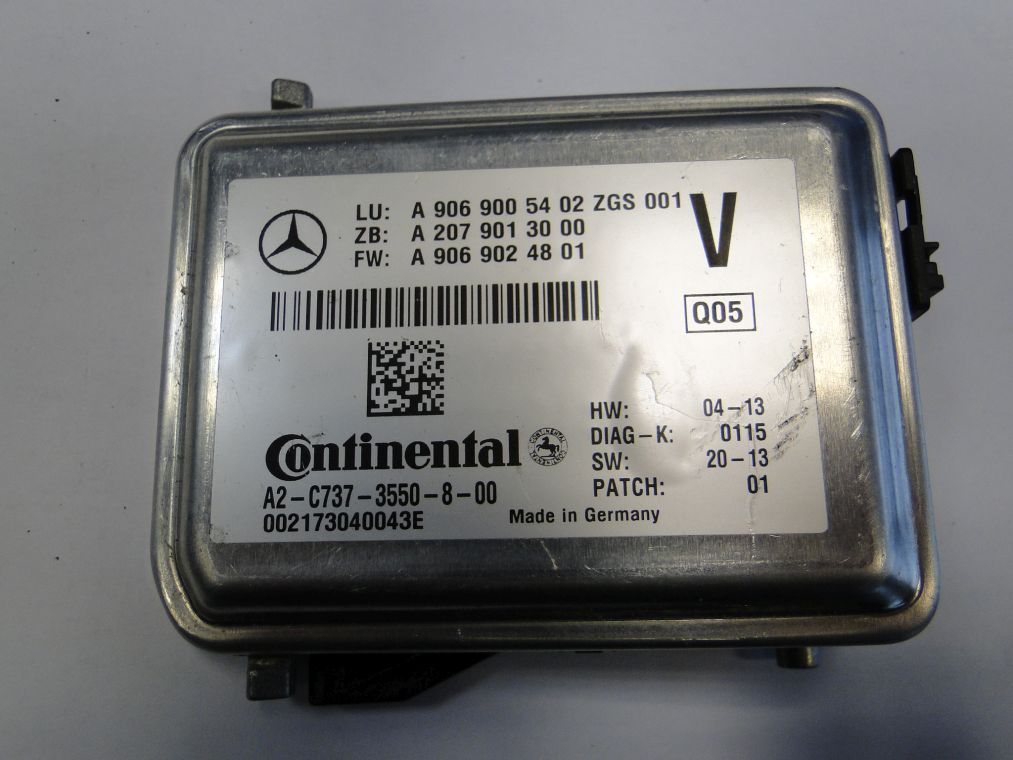 LU: A 906 900 54 02 ZGS 001
ZB: A 207 901 30 00
FW: A 906 902 48 01
V
Q05
HW: 04-13
DIAG-K: 0115
SW: 20-13
PATCH: 01
Continental
CONTINENTAL CONTINENTAL
A2-C737-3550-8-00
002173040043E
Made in Germany